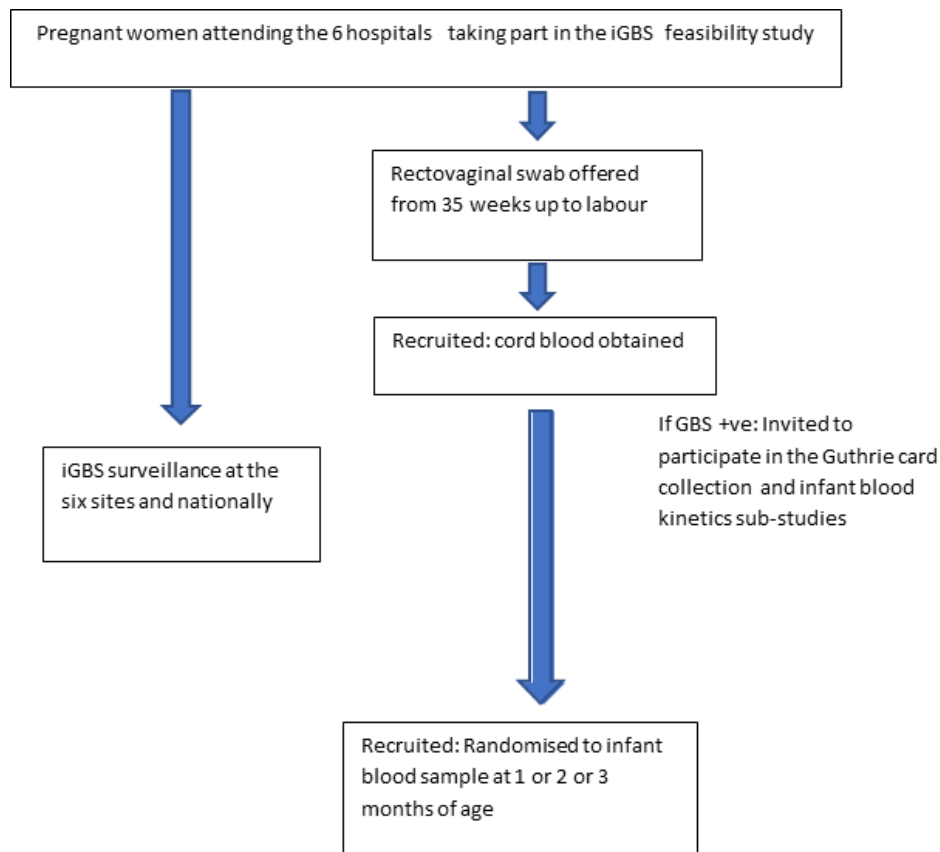 Pregnant women attending the 6 hospitals taking part in the iGBS feasibility study
Rectovaginal swab offered
from 35 weeks up to labour
Recruited: cord blood obtained
If GBS +ve: Invited to
participate in the Guthrie card
collection and infant blood
kinetics sub-studies
iGBS surveillance at the
six sites and nationally
Recruited: Randomised to infant
blood sample at 1 or 2 or 3
months of age